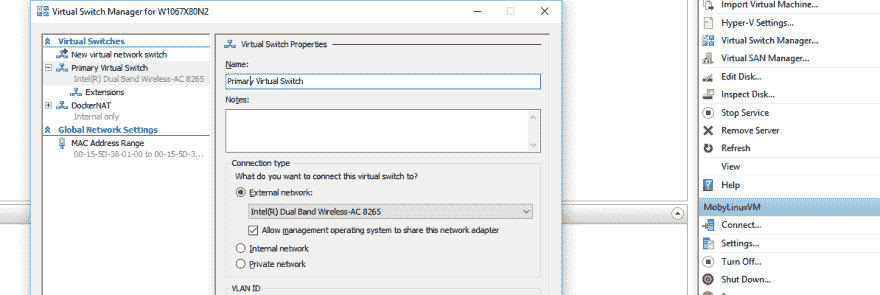 Virtual Switch Manager for W1067X80N2
Virtual Switches
New virtual network switch
Primary Virtual Switch
Intel(R) Dual Band Wireless-AC 8265
Extensions
DockerNAT
Internal only
Global Network Settings
MAC Address Range
00-15-5D-38-01-00 to 00-15-5D-3...
Virtual Switch Properties
Name:
Primary Virtual Switch
Notes:
Connection type
What do you want to connect this virtual switch to?
External network:
Intel(R) Dual Band Wireless-AC 8265
Allow management operating system to share this network adapter
Internal network
Private network
VLAN ID
Import Virtual Machine...
Hyper-V Settings...
Virtual Switch Manager...
Virtual SAN Manager...
Edit Disk...
Inspect Disk...
Stop Service
Remove Server
Refresh
View
Help
MobyLinuxVM
Connect...
Settings...
Turn Off...
Shut Down...